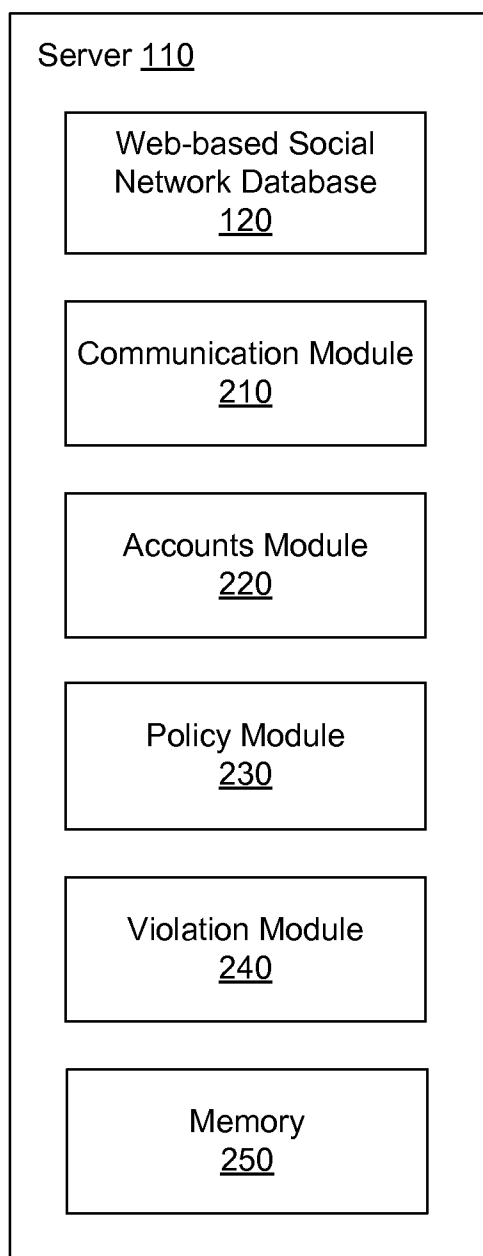 Server 110
Web-based Social
Network Database
120
Communication Module
210
Accounts Module
220
Policy Module
230
Violation Module
240
Memory
250